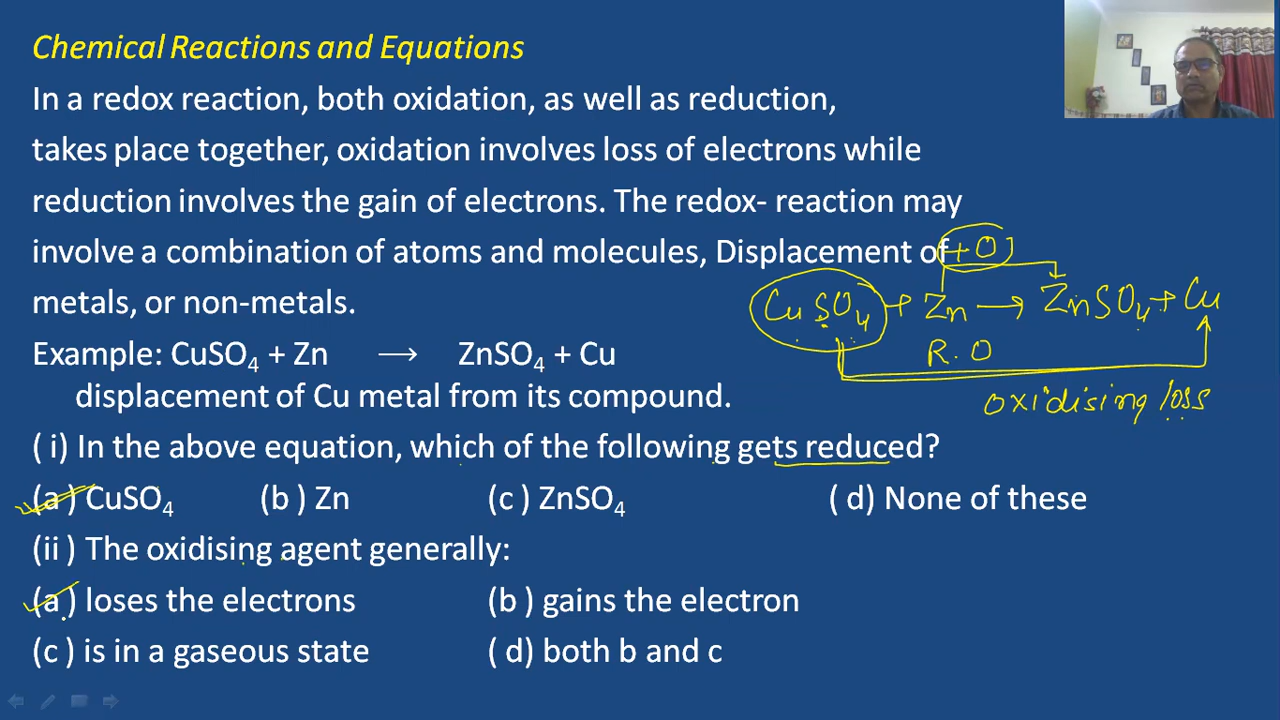 Chemical Reactions and Equations
In a redox reaction, both oxidation, as well as reduction,
takes place together, oxidation involves loss of electrons while
reduction involves the gain of electrons. The redox- reaction may
involve a combination of atoms and molecules, Displacement of
+O]
metals, or non-metals.
CuSO₄ + Zn → ZnSO₄ + Cu
R.O
Example: CuSO₄ + Zn → ZnSO₄ + Cu
displacement of Cu metal from its compound.
oxidising loss
( i) In the above equation, which of the following gets reduced?
(a ) CuSO₄ (b ) Zn (c ) ZnSO₄ ( d) None of these
(ii ) The oxidising agent generally:
(a ) loses the electrons (b ) gains the electron
(c ) is in a gaseous state ( d) both b and c